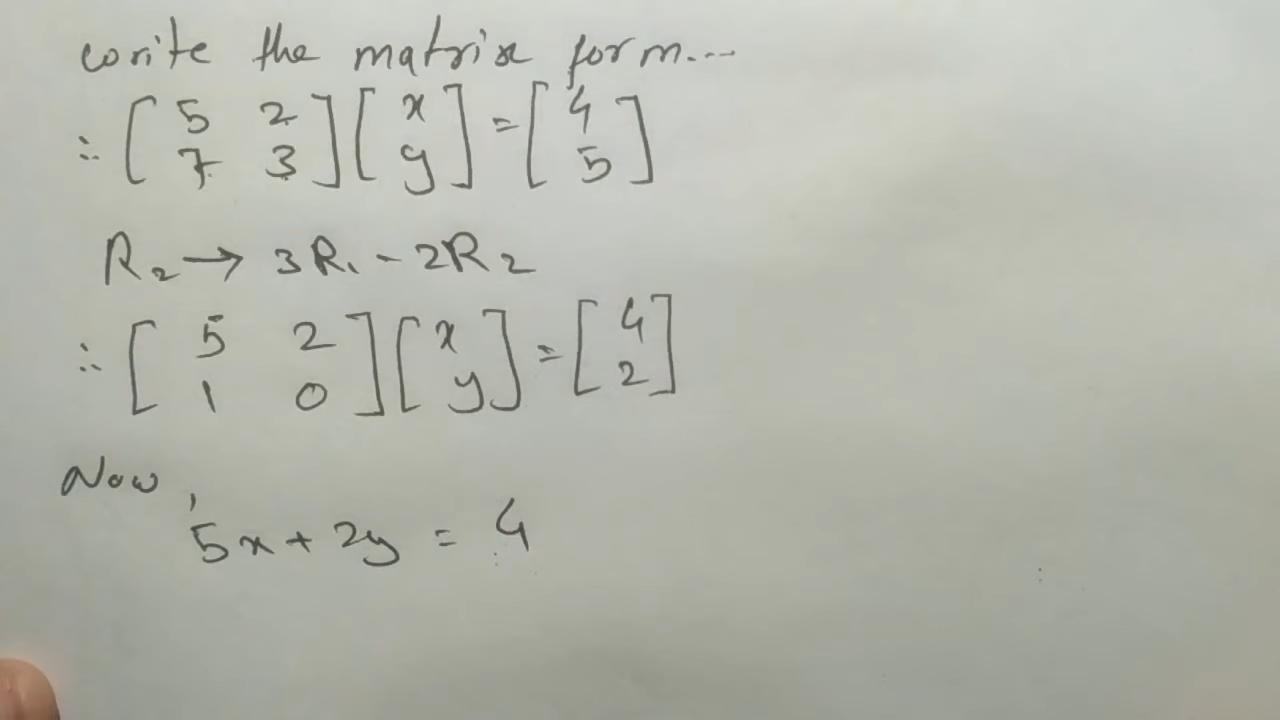 write the matrix form...
∴ [ 5 2 ] [ x ] = [ 4 ]
[ 7 3 ] [ y ] [ 5 ]
R₂ → 3R₁ - 2R₂
∴ [ 5 2 ] [ x ] = [ 4 ]
[ 1 0 ] [ y ] [ 2 ]
Now,
5x + 2y = 4